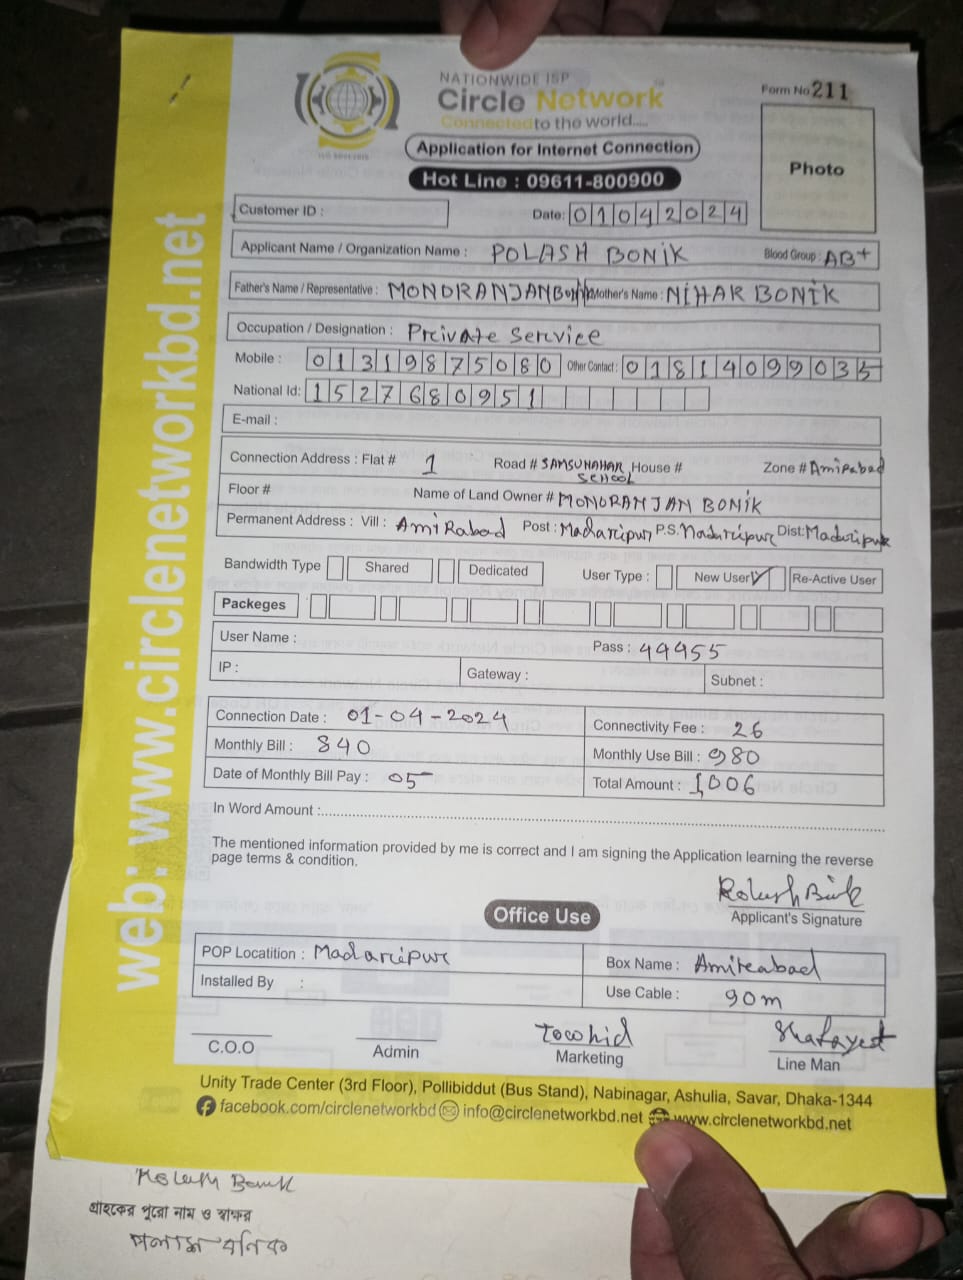 NATIONWIDE ISP
Circle Network
Connected to the world.....
Form No 211
Application for Internet Connection
Hot Line : 09611-800900
Photo
Customer ID :
Date: 01042024
Applicant Name / Organization Name : POLASH BONIK Blood Group : AB+
Father's Name / Representative : MONORANJAN Mother's Name : NIHAR BONIK
Occupation / Designation : Private Service
Mobile : 01319875080 Other Contact : 01814099035
National Id: 1527680951
E-mail :
Connection Address : Flat # 1 Road # SAMSUNAHAR SCHOOL House # Zone # Amirabad
Floor # Name of Land Owner # MONORANJAN BONIK
Permanent Address : Vill : AmiRabad Post : Madaripur P.S. Madaripur Dist: Madaripur
Bandwidth Type Shared Dedicated User Type : New User ✓ Re-Active User
Packeges
User Name : Pass : 49455
IP : Gateway : Subnet :
Connection Date : 01-04-2024 Connectivity Fee : 26
Monthly Bill : 840 Monthly Use Bill : 980
Date of Monthly Bill Pay : 05 Total Amount : 1,006
In Word Amount :
The mentioned information provided by me is correct and I am signing the Application learning the reverse
page terms & condition.
Applicant's Signature
Office Use
POP Locatition : Madaripur Box Name : Amirabad
Installed By : Use Cable : 90m
Towhid Shafayet
C.O.O Admin Marketing Line Man
Unity Trade Center (3rd Floor), Pollibiddut (Bus Stand), Nabinagar, Ashulia, Savar, Dhaka-1344
facebook.com/circlenetworkbd info@circlenetworkbd.net www.circlenetworkbd.net
web: www.circlenetworkbd.net
গ্রাহকের পুরো নাম ও স্বাক্ষর
পলাশ বনিক